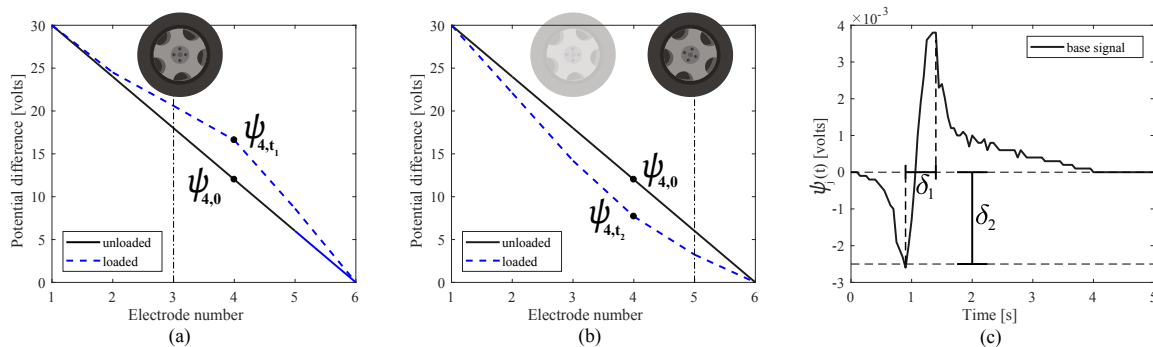 30
25
20
15
10
5
0
Potential difference [volts]
ψ4,t1
ψ4,0
unloaded
loaded
1 2 3 4 5 6
Electrode number
(a)
30
25
20
15
10
5
0
Potential difference [volts]
ψ4,0
ψ4,t2
unloaded
loaded
1 2 3 4 5 6
Electrode number
(b)
×10-3
4
3
2
1
0
-1
-2
-3
ψj(t) [volts]
base signal
δ1
δ2
0 1 2 3 4 5
Time [s]
(c)